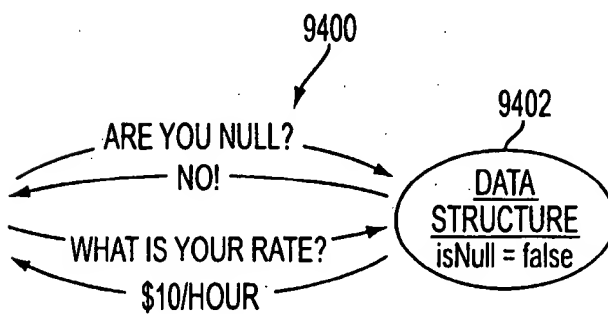 9400
9402
ARE YOU NULL?
NO!
WHAT IS YOUR RATE?
$10/HOUR
DATA
STRUCTURE
isNull = false